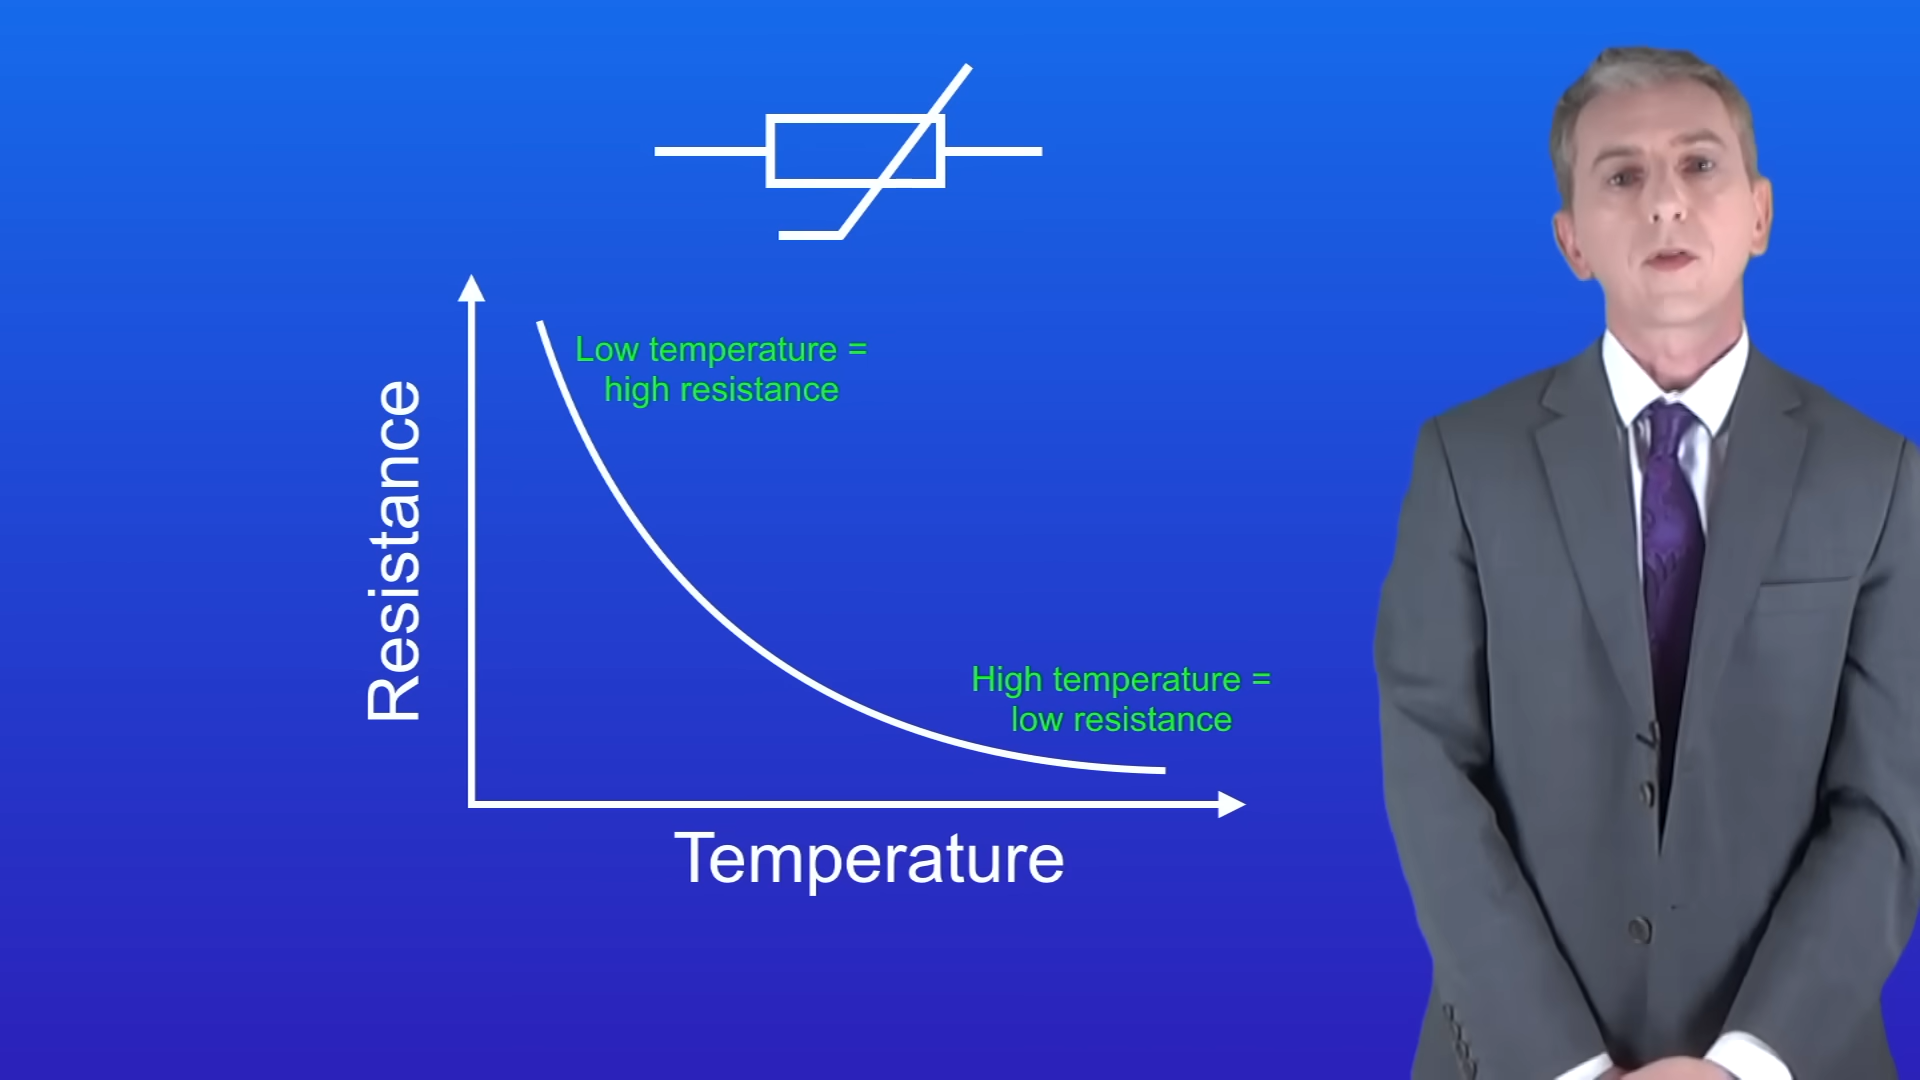 Low temperature =
high resistance
Resistance
High temperature =
low resistance
Temperature